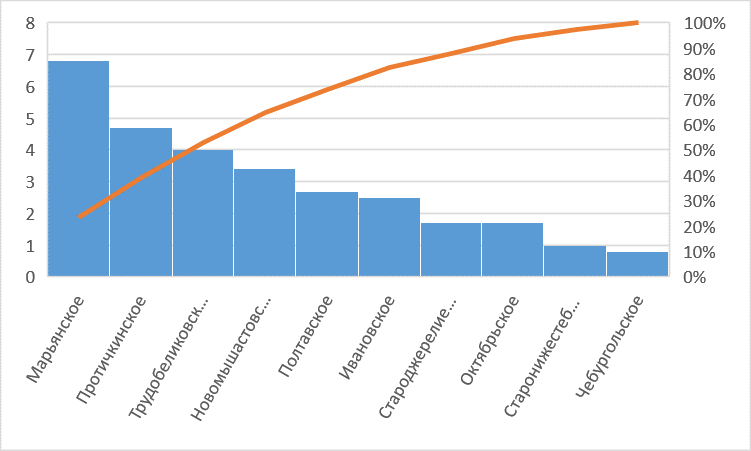 8
7
6
5
4
3
2
1
0
100%
90%
80%
70%
60%
50%
40%
30%
20%
10%
0%
Марьянское
Протичкинское
Трудобеликовск...
Новомышастовс...
Полтавское
Ивановское
Староджерелие...
Октябрьское
Старонижестеб...
Чебургольское